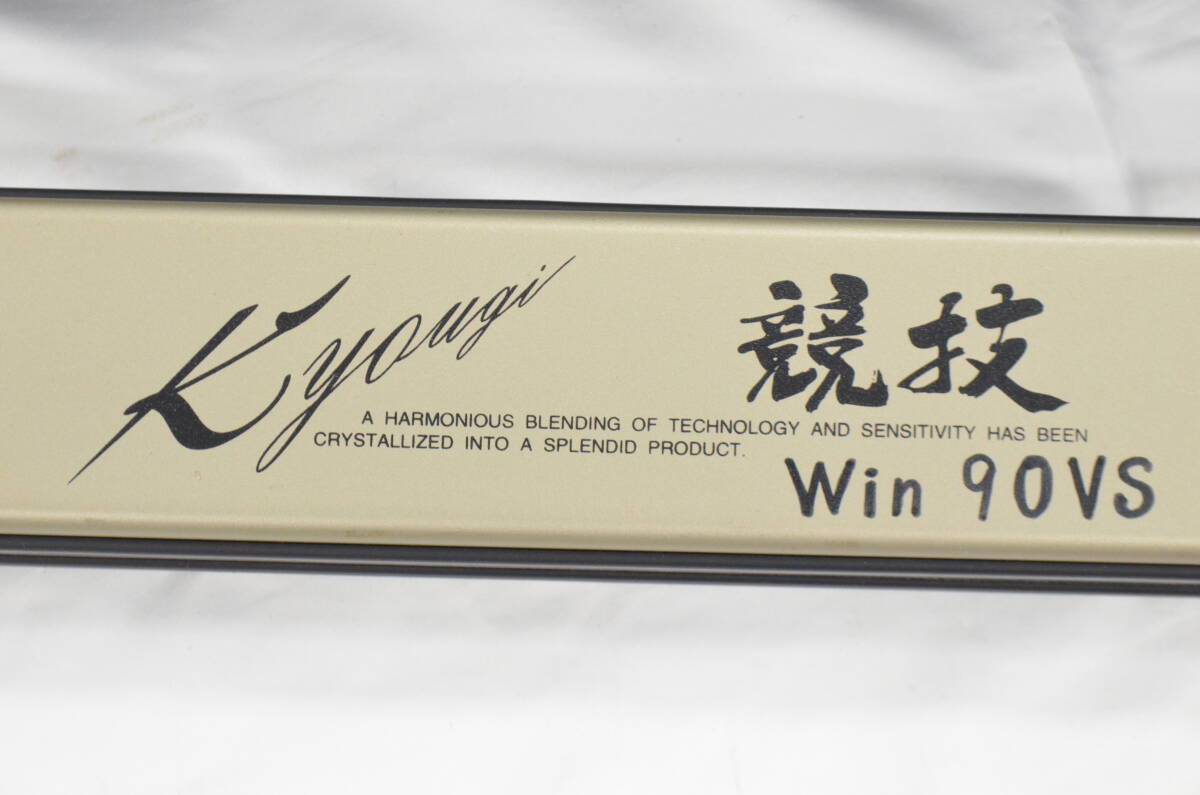 Kyougi
競技
A HARMONIOUS BLENDING OF TECHNOLOGY AND SENSITIVITY HAS BEEN
CRYSTALLIZED INTO A SPLENDID PRODUCT.
Win 90VS